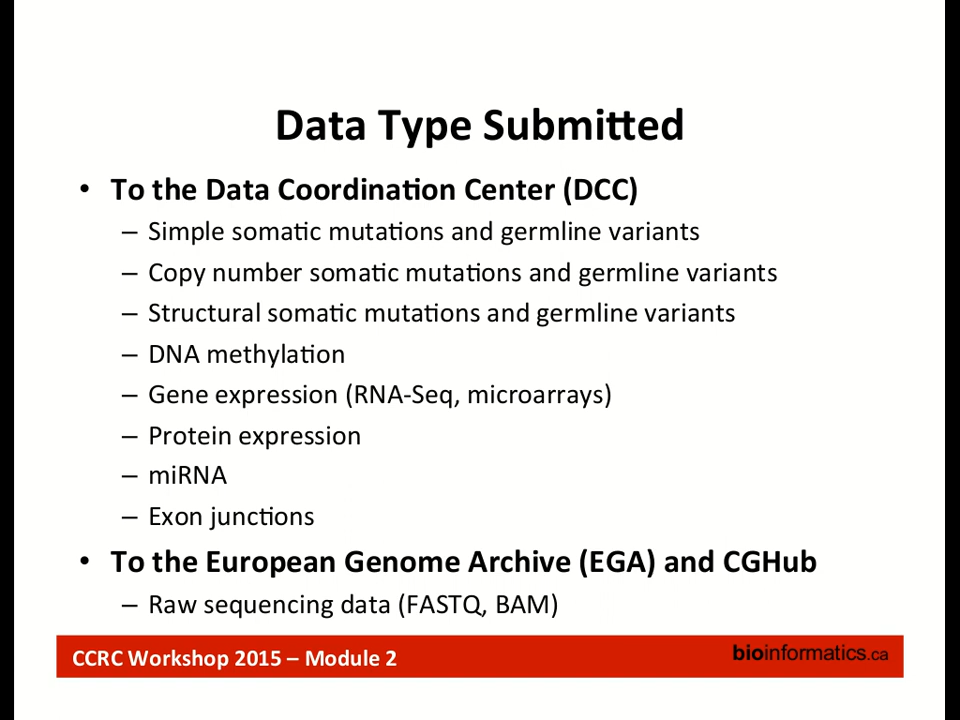 Data Type Submitted
• To the Data Coordination Center (DCC)
– Simple somatic mutations and germline variants
– Copy number somatic mutations and germline variants
– Structural somatic mutations and germline variants
– DNA methylation
– Gene expression (RNA-Seq, microarrays)
– Protein expression
– miRNA
– Exon junctions
• To the European Genome Archive (EGA) and CGHub
– Raw sequencing data (FASTQ, BAM)
CCRC Workshop 2015 – Module 2
bioinformatics.ca